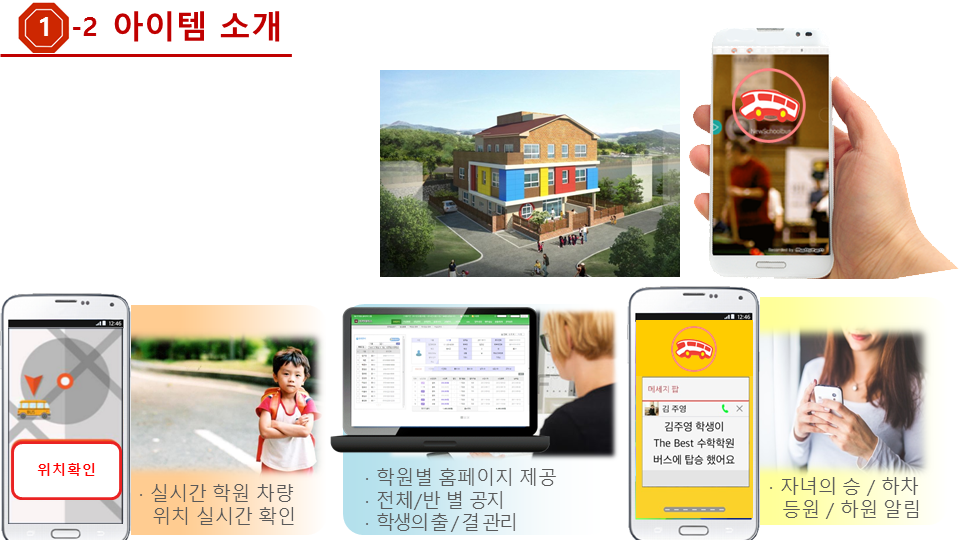 1 -2 아이템 소개
NewSchoolbus
12:46
위치확인
· 실시간 학원 차량
위치 실시간 확인
· 학원별 홈페이지 제공
· 전체/반 별 공지
· 학생의출/결관리
12:46
메세지 팝
김 주영
김주영 학생이
The Best 수학학원
버스에 탑승 했어요
· 자녀의 승 / 하차
등원 / 하원 알림